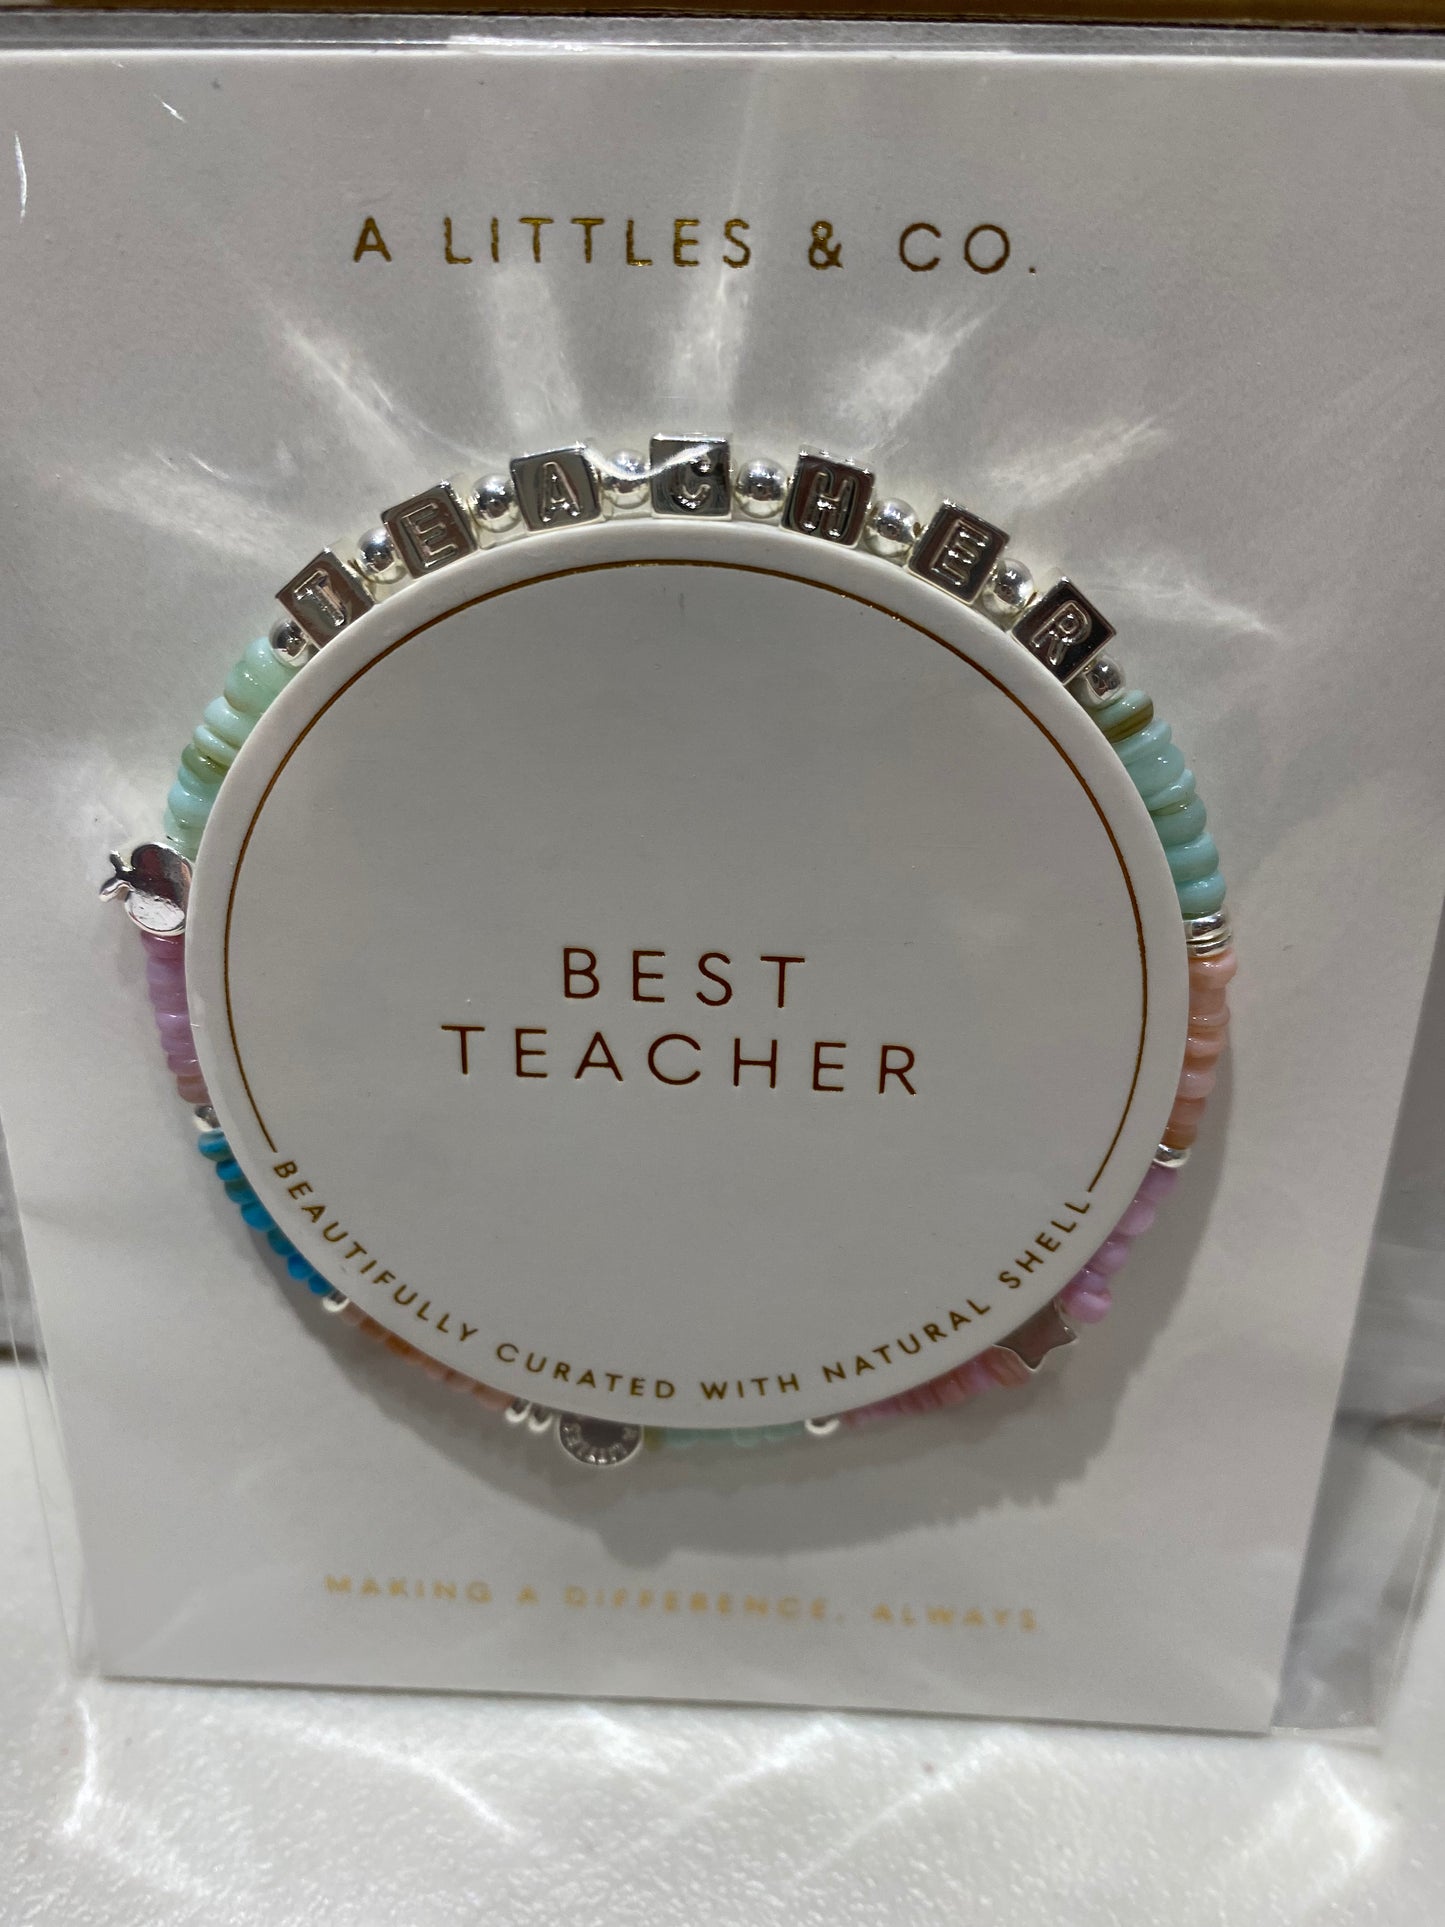 A LITTLES & CO.
TEACHER
BEST
TEACHER
BEAUTIFULLY CURATED WITH NATURAL SHELL
MAKING A DIFFERENCE, ALWAYS